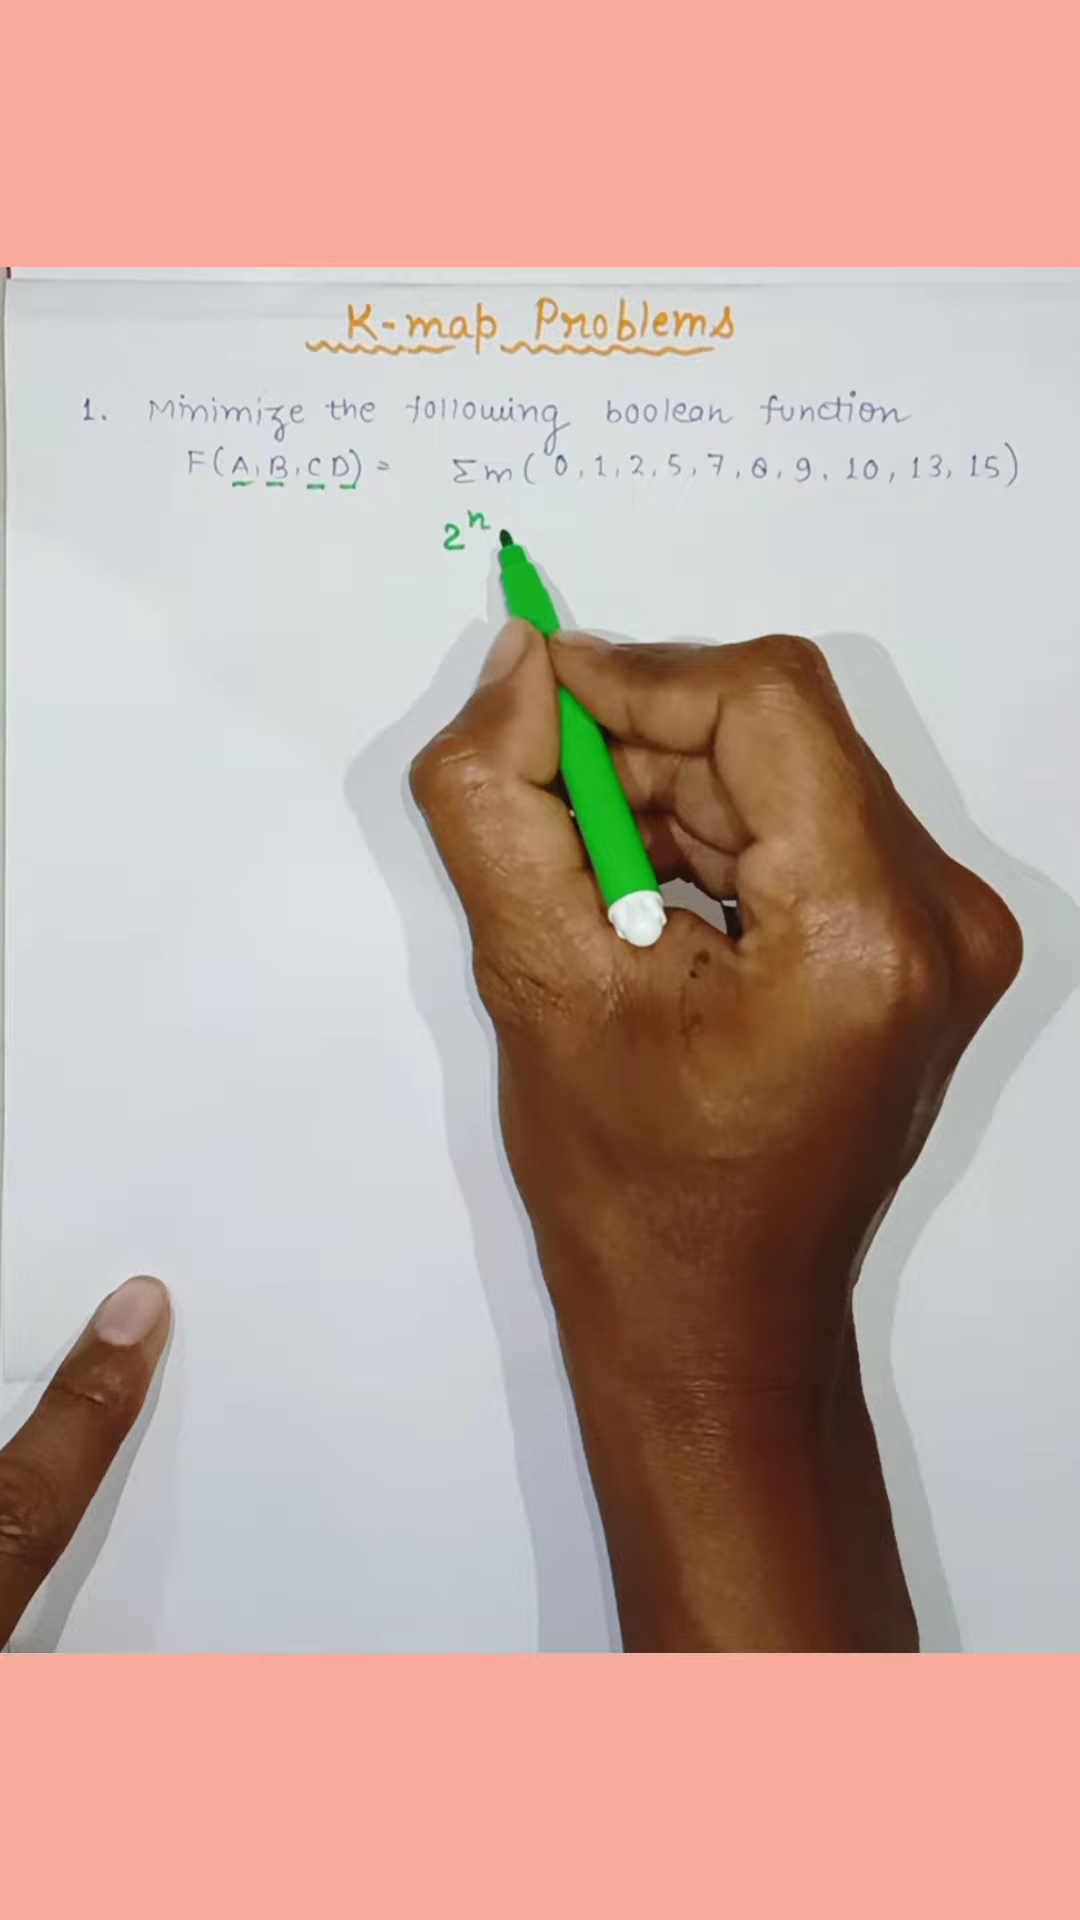 K-map Problems
1. Minimize the following boolean function
F(A, B, C D) = Σm( 0, 1, 2, 5, 7, 8, 9, 10, 13, 15)
2ⁿ